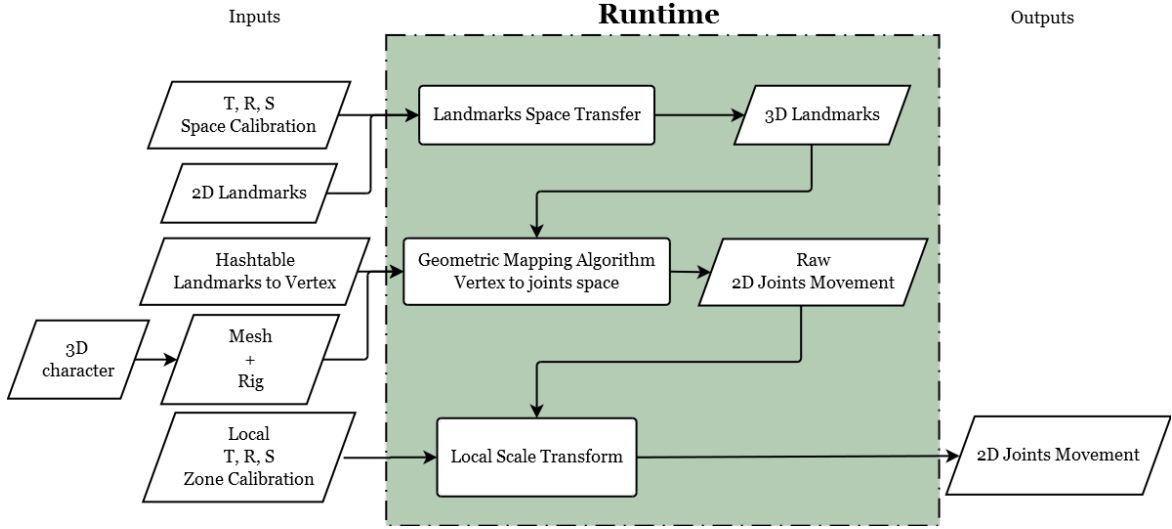 Inputs
Runtime
Outputs
T, R, S
Space Calibration
Landmarks Space Transfer
3D Landmarks
2D Landmarks
Hashtable
Landmarks to Vertex
Geometric Mapping Algorithm
Vertex to joints space
Raw
2D Joints Movement
3D
character
Mesh
+
Rig
Local
T, R, S
Zone Calibration
Local Scale Transform
2D Joints Movement